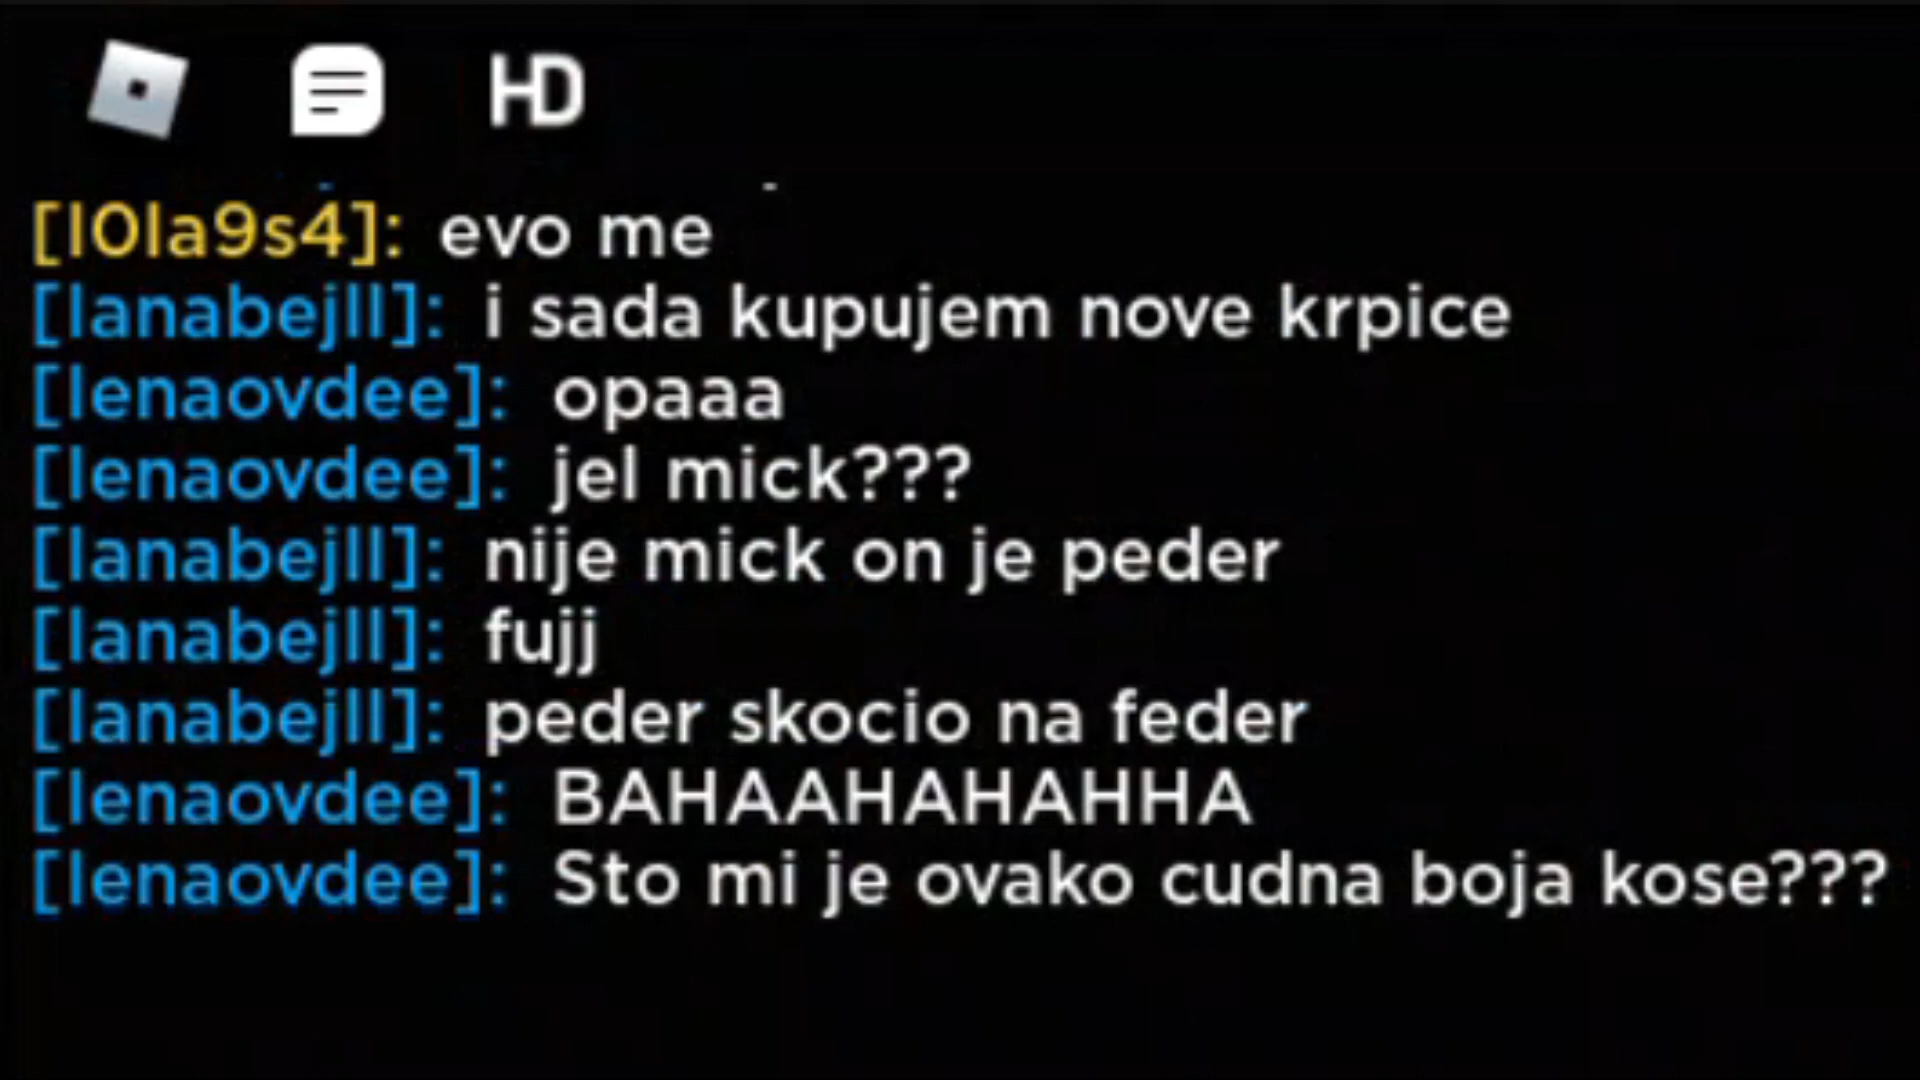 HD
[l0la9s4]: evo me
[lanabejll]: i sada kupujem nove krpice
[lenaovdee]: opaaa
[lenaovdee]: jel mick???
[lanabejll]: nije mick on je peder
[lanabejll]: fujj
[lanabejll]: peder skocio na feder
[lenaovdee]: BAHAAHAHAHHA
[lenaovdee]: Sto mi je ovako cudna boja kose???